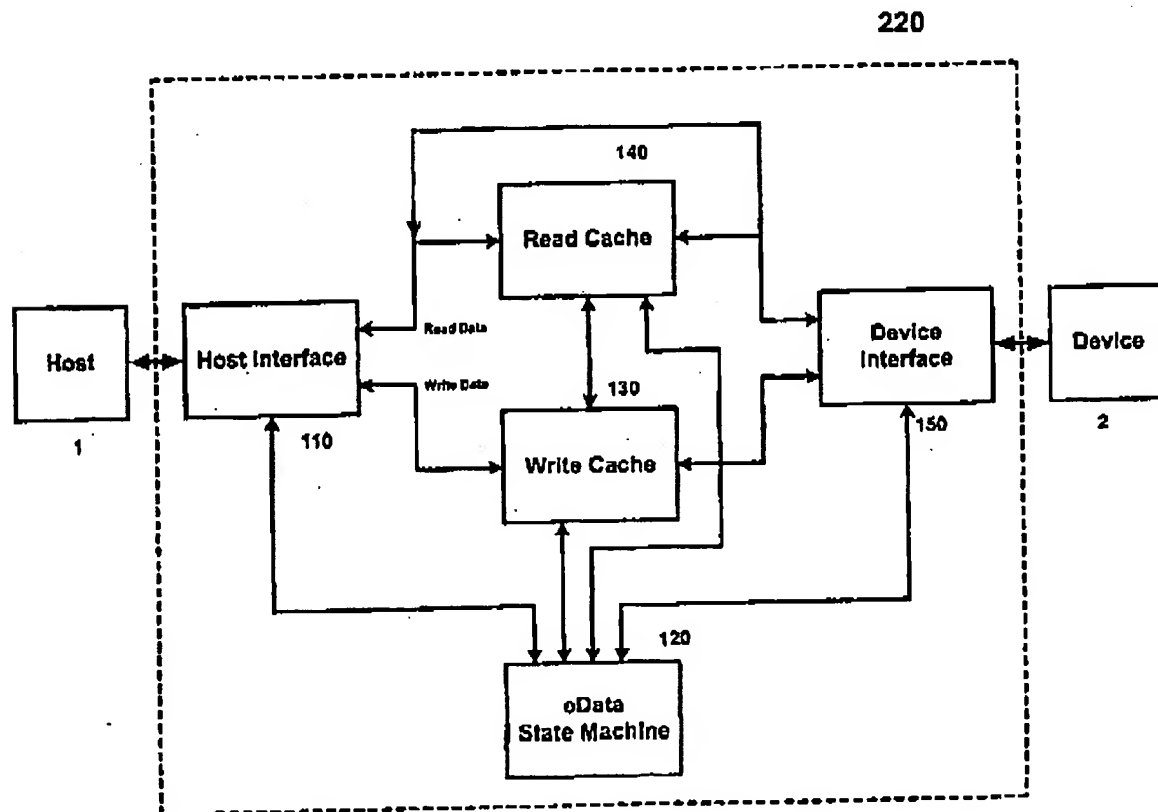 220
140
Read Cache
Host
Host Interface
Read Data
Write Data
Device
Interface
Device
1
110
130
Write Cache
150
2
120
oData
State Machine